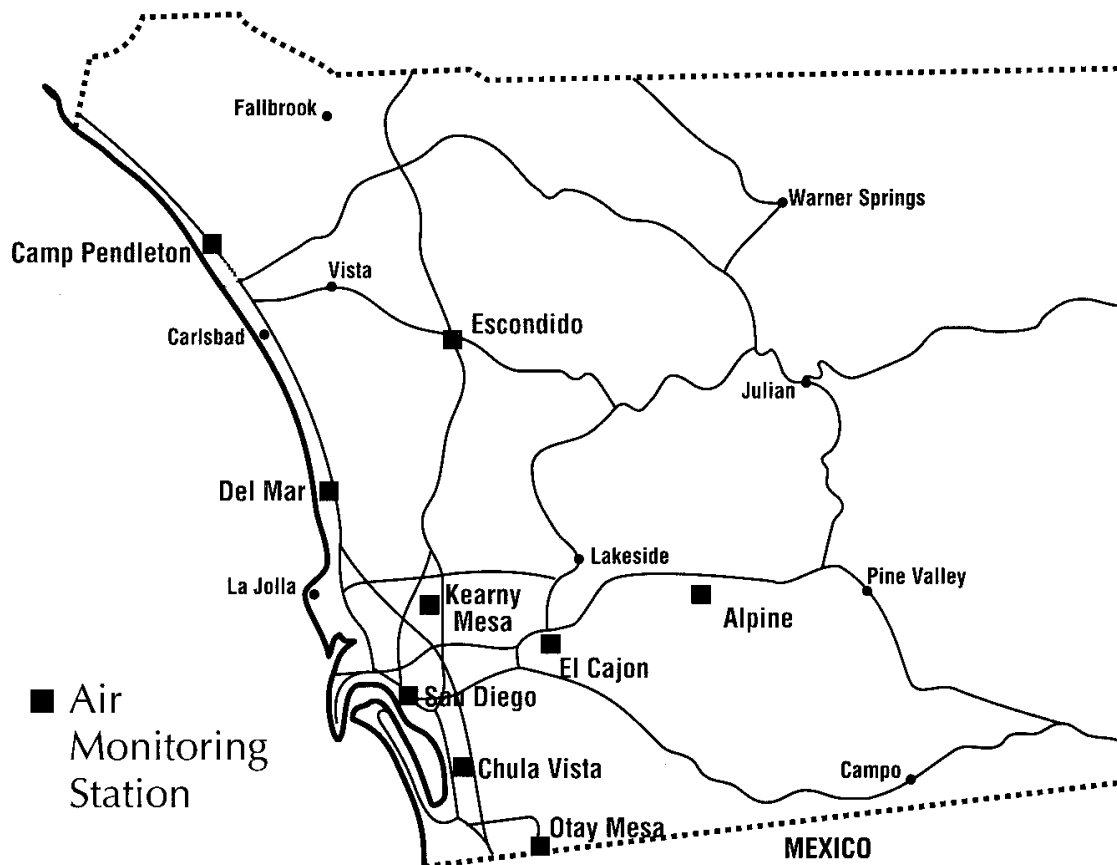 Fallbrook
Warner Springs
Camp Pendleton
Vista
Escondido
Carlsbad
Julian
Del Mar
Lakeside
La Jolla
Kearny
Mesa
Pine Valley
Alpine
El Cajon
San Diego
Air
Monitoring
Station
Chula Vista
Campo
Otay Mesa
MEXICO